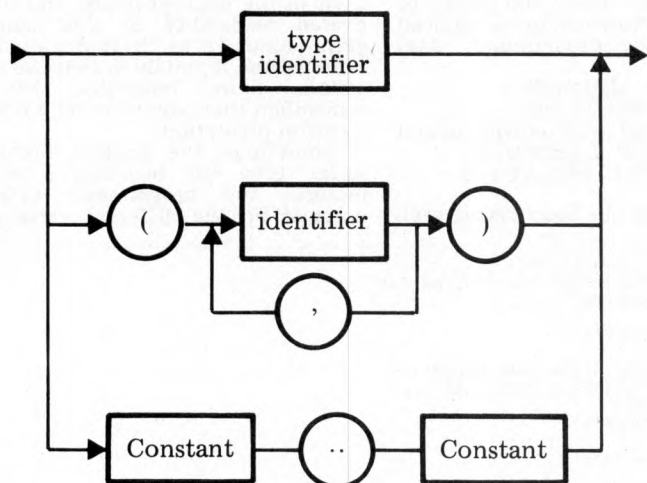 type
identifier
( identifier )
,
Constant .. Constant